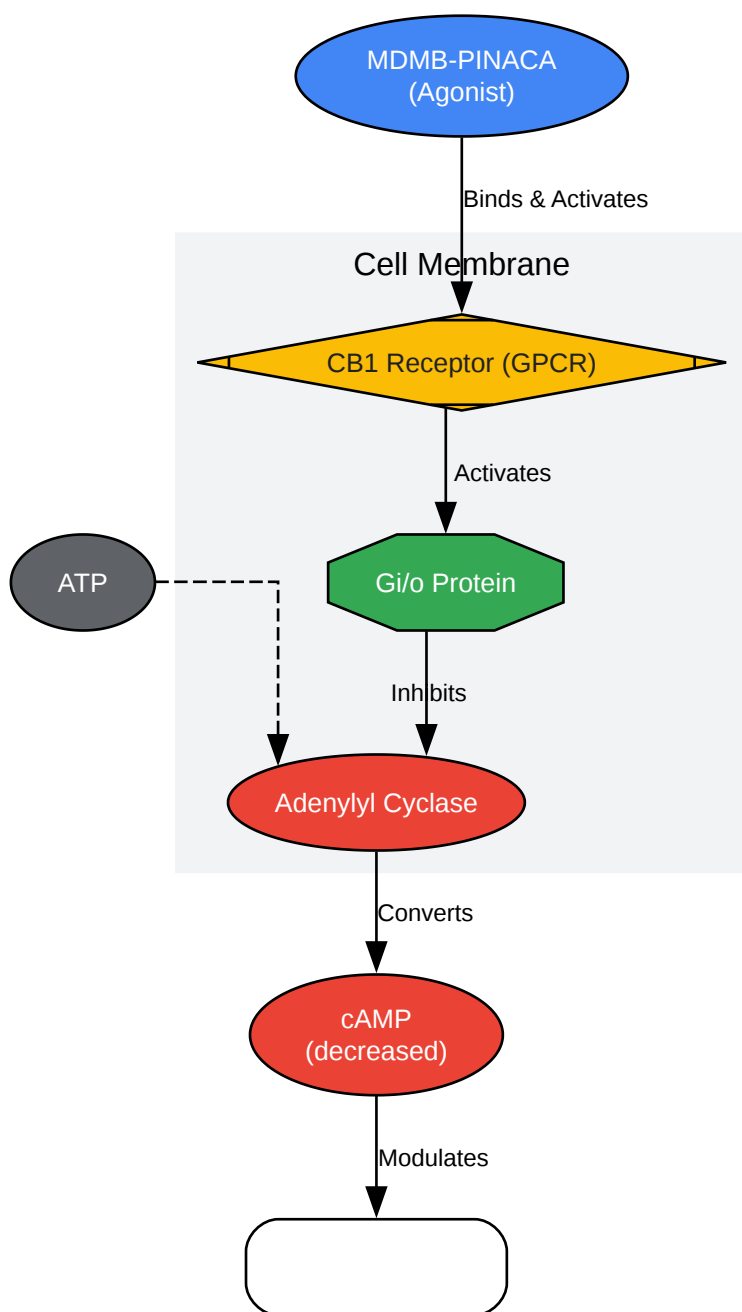 MDMB-PINACA
(Agonist)
Binds & Activates
Cell Membrane
CB1 Receptor (GPCR)
Activates
ATP
Gi/o Protein
Inhibits
Adenylyl Cyclase
Converts
cAMP
(decreased)
Modulates